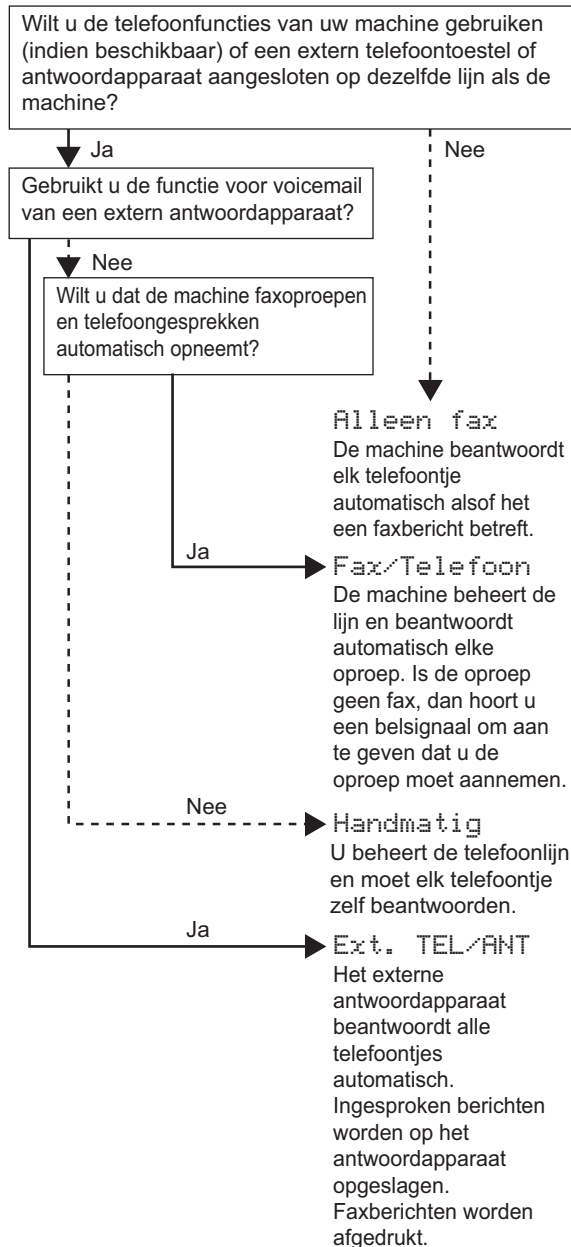 Wilt u de telefoonfuncties van uw machine gebruiken
(indien beschikbaar) of een extern telefoontoestel of
antwoordapparaat aangesloten op dezelfde lijn als de
machine?
Ja
Nee
Gebruikt u de functie voor voicemail
van een extern antwoordapparaat?
Nee
Wilt u dat de machine faxoproepen
en telefoongesprekken
automatisch opneemt?
Alleen fax
De machine beantwoordt
elk telefoontje
automatisch alsof het
een faxbericht betreft.
Ja
Fax/Telefoon
De machine beheert de
lijn en beantwoordt
automatisch elke
oproep. Is de oproep
geen fax, dan hoort u
een belsignaal om aan
te geven dat u de
oproep moet aannemen.
Nee
Handmatig
U beheert de telefoonlijn
en moet elk telefoontje
zelf beantwoorden.
Ja
Ext. TEL/ANT
Het externe
antwoordapparaat
beantwoordt alle
telefoontjes
automatisch.
Ingesproken berichten
worden op het
antwoordapparaat
opgeslagen.
Faxberichten worden
afgedrukt.